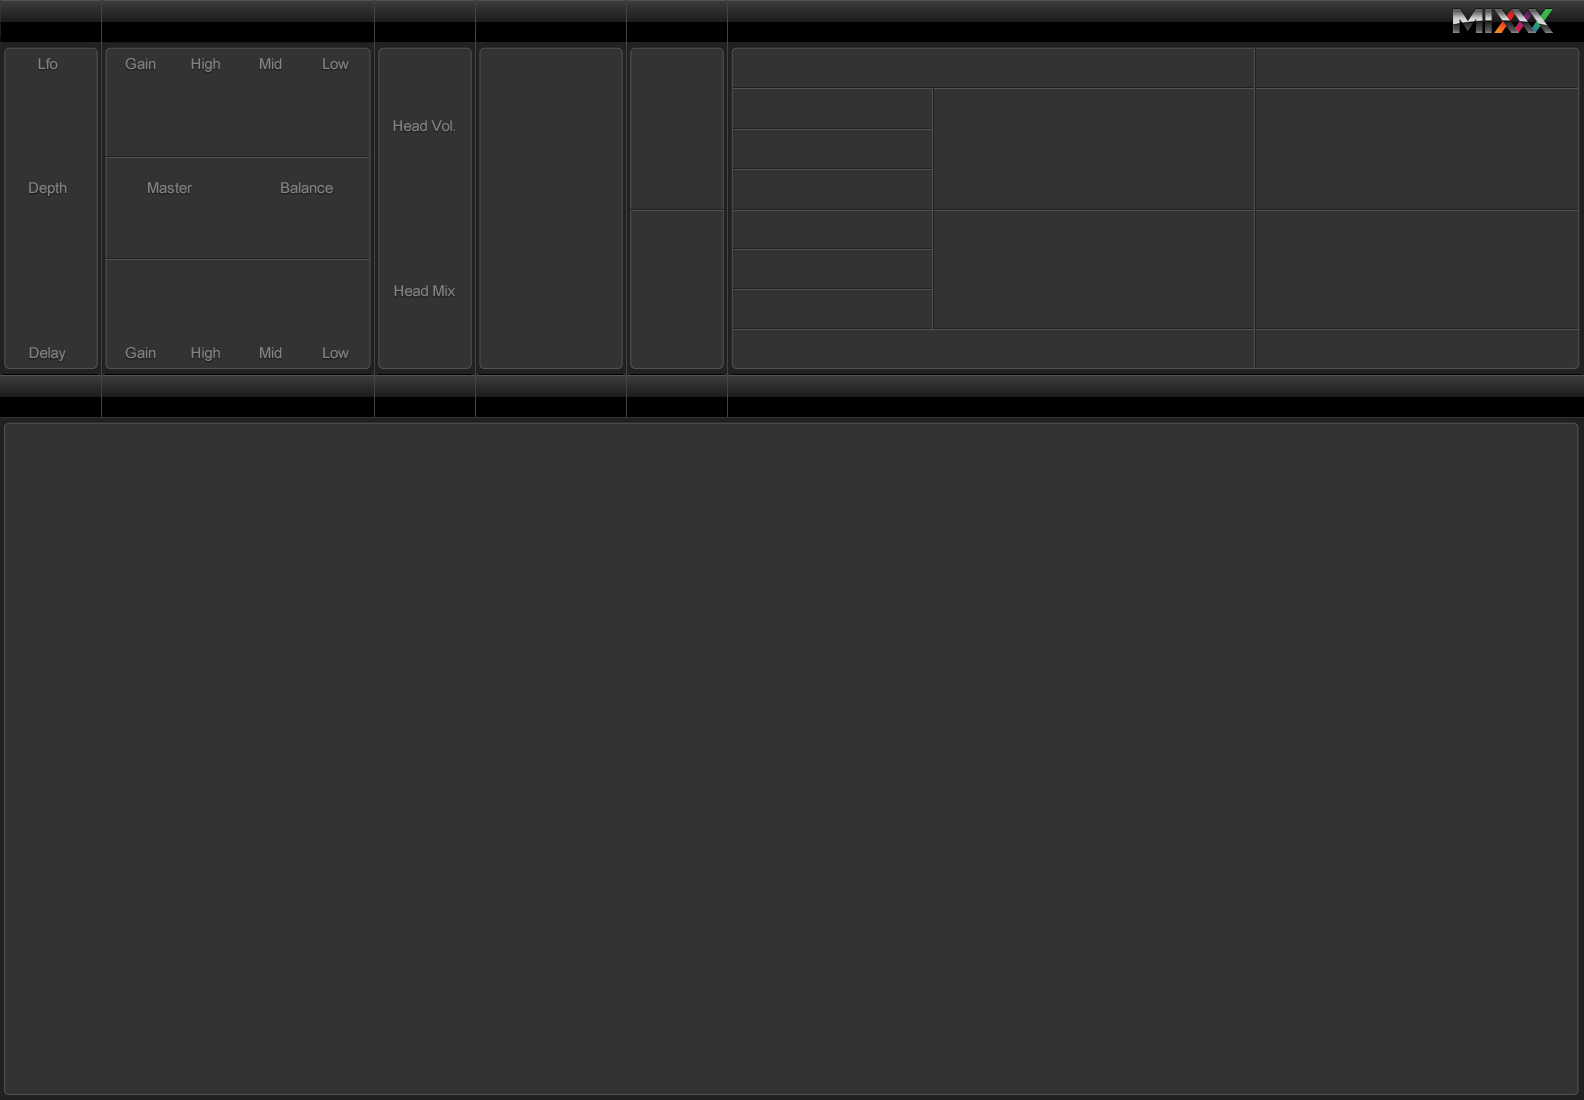 MIXXX
Lfo
Gain High Mid Low
Head Vol.
Depth
Master Balance
Head Mix
Delay
Gain High Mid Low